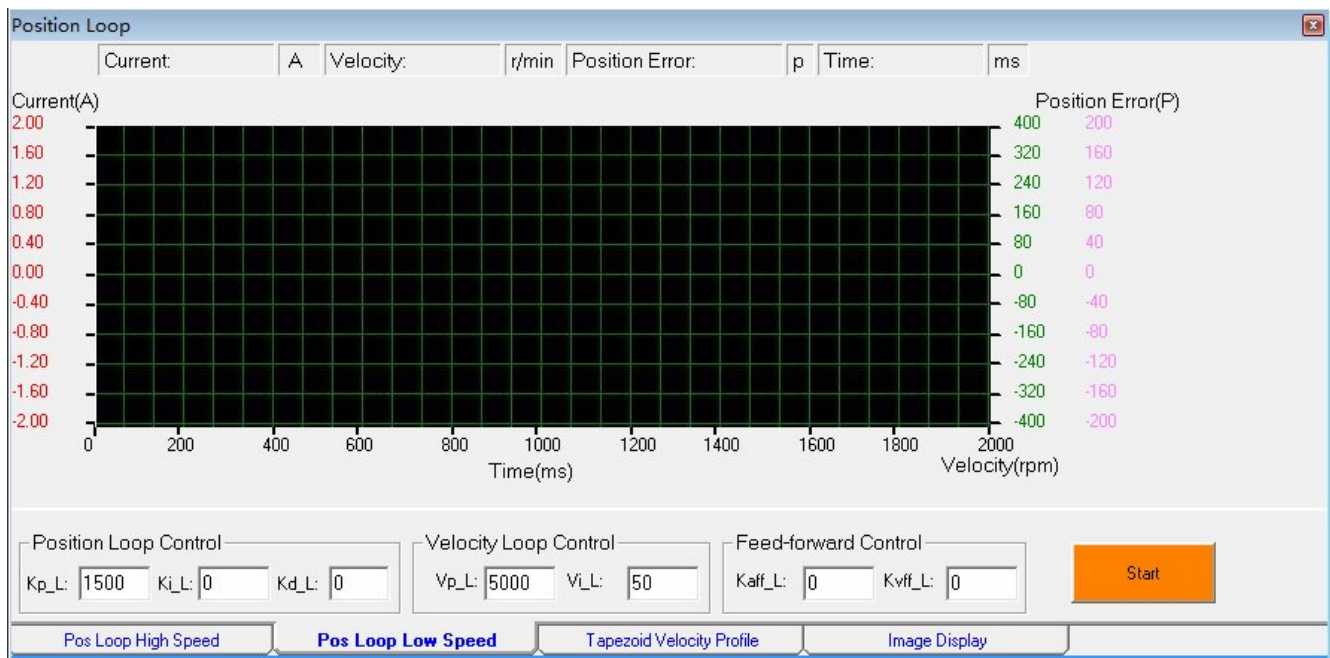 Position Loop
Current: A Velocity: r/min Position Error: p Time: ms
Current(A) Position Error(P)
2.00 400 200
1.60 320 160
1.20 240 120
0.80 160 80
0.40 80 40
0.00 0 0
-0.40 -80 -40
-0.80 -160 -80
-1.20 -240 -120
-1.60 -320 -160
-2.00 -400 -200
0 200 400 600 800 1000 1200 1400 1600 1800 2000
Time(ms) Velocity(rpm)
Position Loop Control Velocity Loop Control Feed-forward Control
Kp_L: 1500 Ki_L: 0 Kd_L: 0 Vp_L: 5000 Vi_L: 50 Kaff_L: 0 Kvff_L: 0 Start
Pos Loop High Speed Pos Loop Low Speed Tapezoid Velocity Profile Image Display